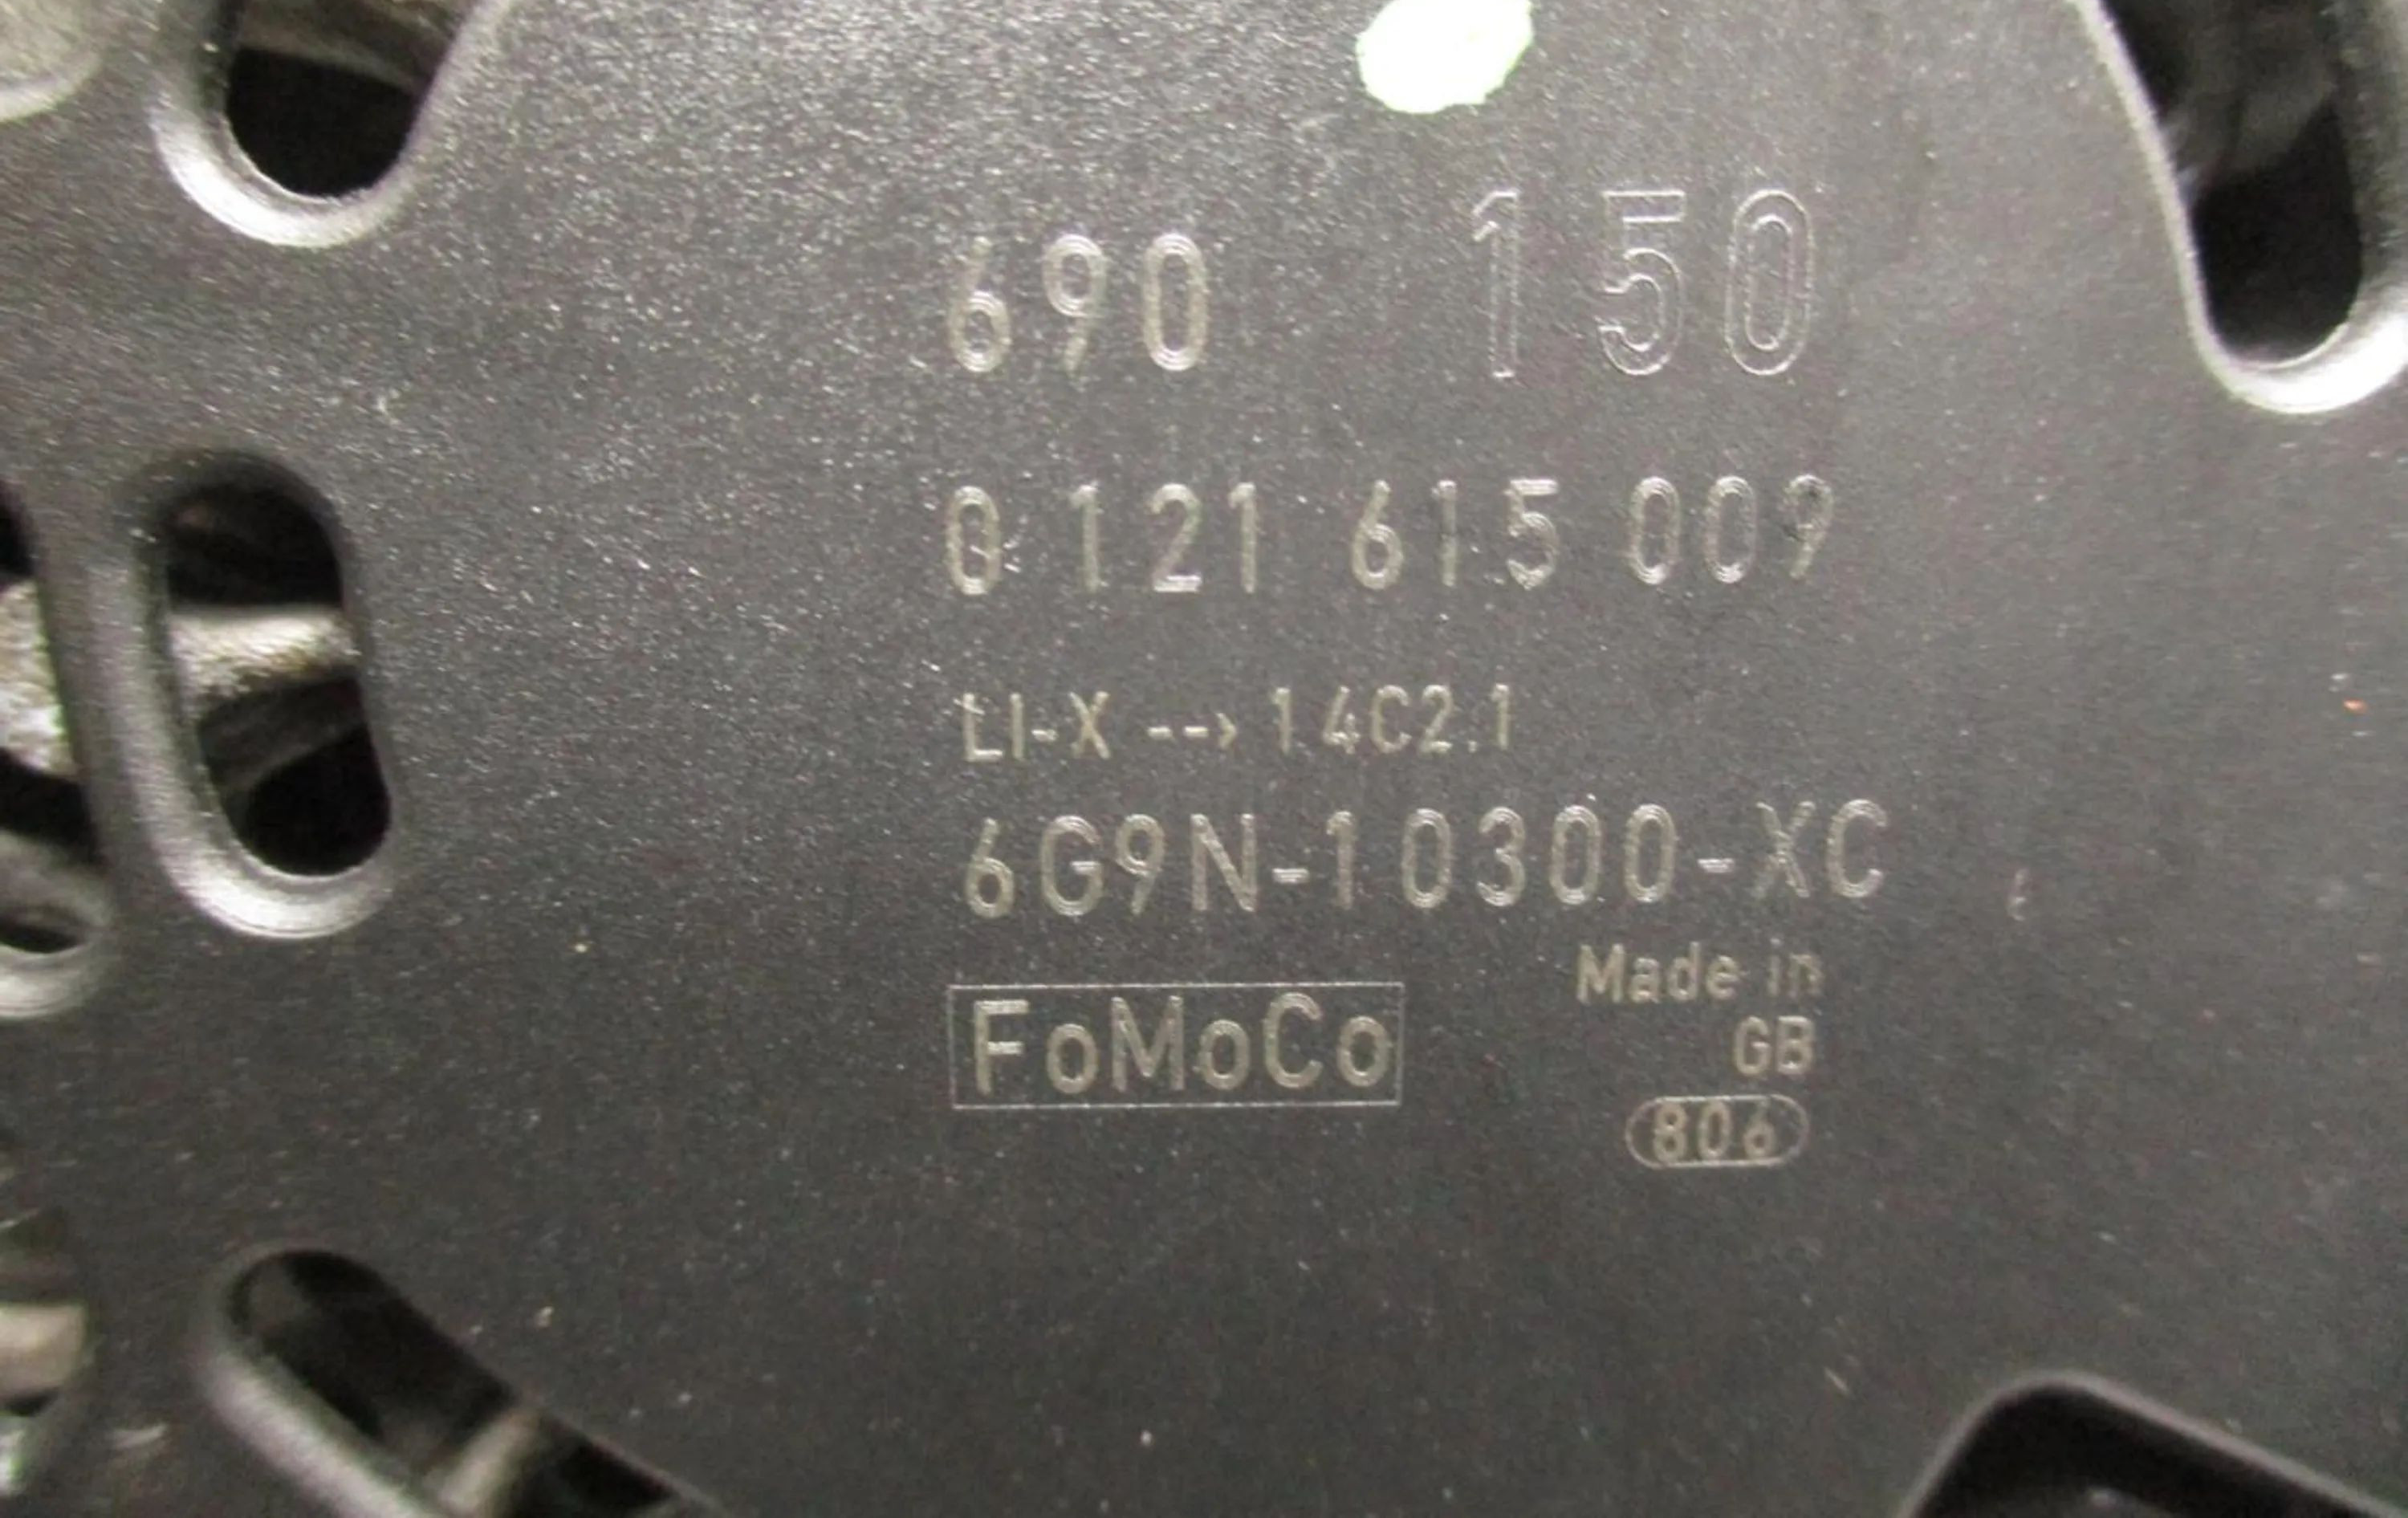 690 150
0 121 615 009
LI-X --> 14C2.1
6G9N-10300-XC
Made in
FoMoCo
GB
806